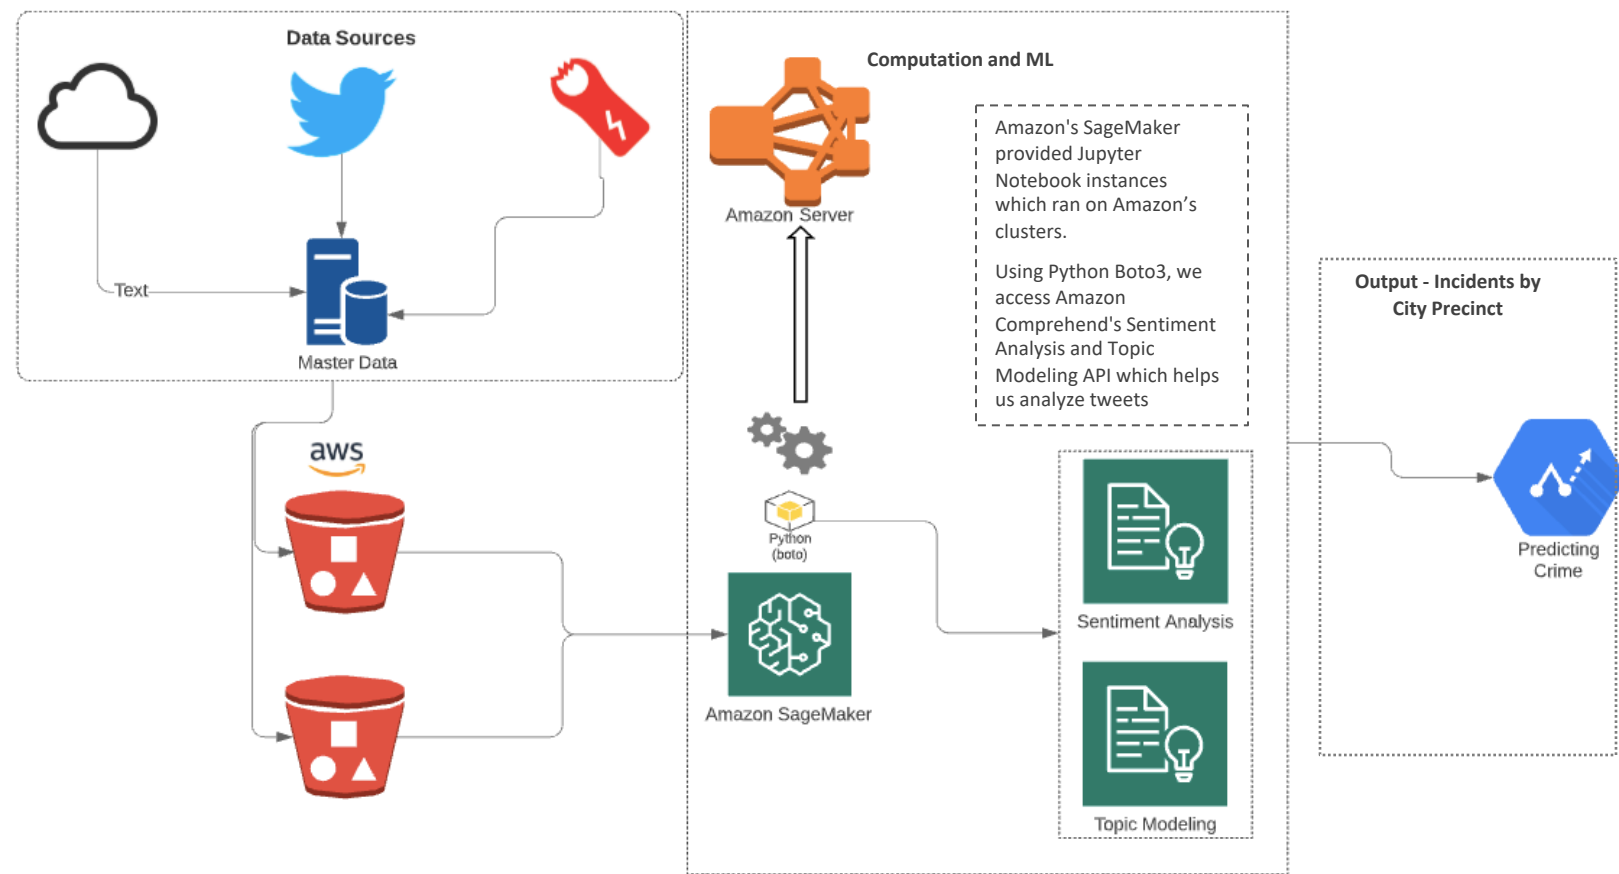 Data Sources
Text
Master Data
aws
Computation and ML
Amazon Server
Amazon's SageMaker
provided Jupyter
Notebook instances
which ran on Amazon’s
clusters.
Using Python Boto3, we
access Amazon
Comprehend's Sentiment
Analysis and Topic
Modeling API which helps
us analyze tweets
Python
(boto)
Amazon SageMaker
Sentiment Analysis
Topic Modeling
Output - Incidents by
City Precinct
Predicting
Crime